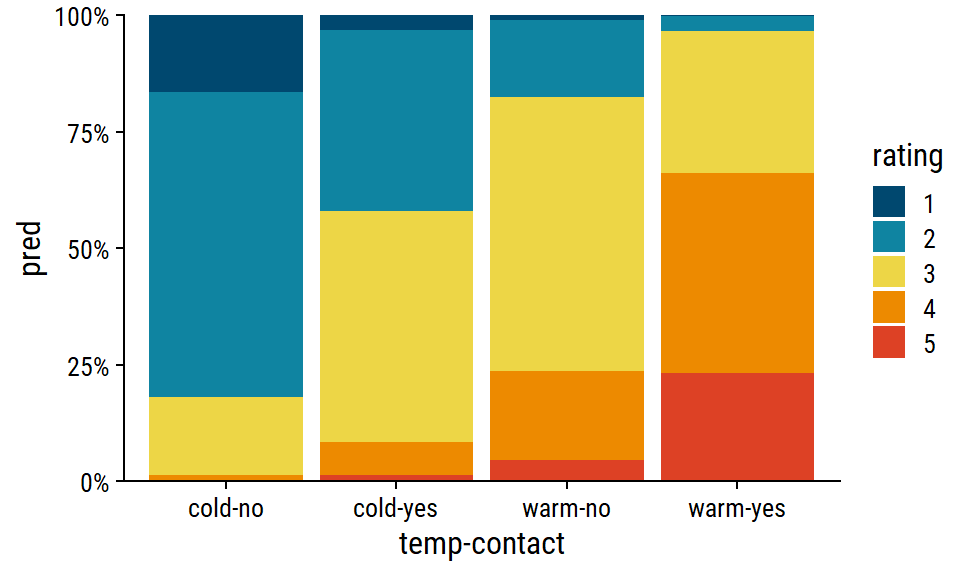 100%
75%
50%
25%
0%
pred
cold-no
cold-yes
warm-no
warm-yes
temp-contact
rating
1
2
3
4
5